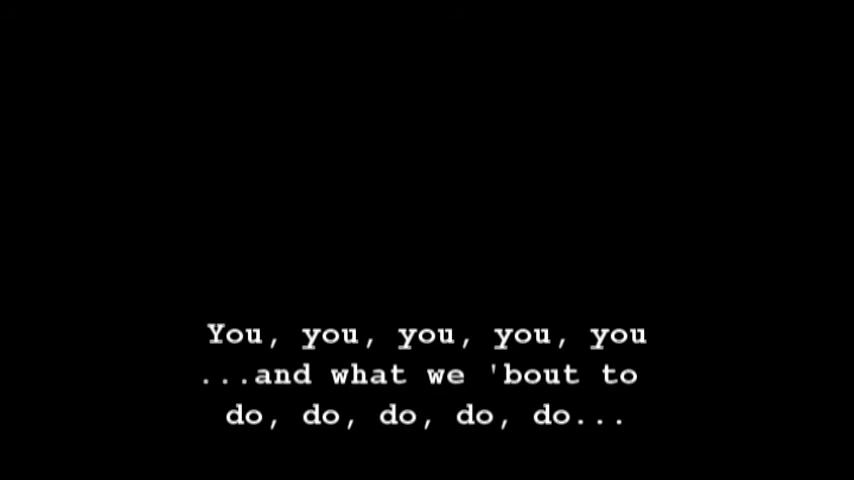 You, you, you, you, you
...and what we 'bout to
do, do, do, do, do...